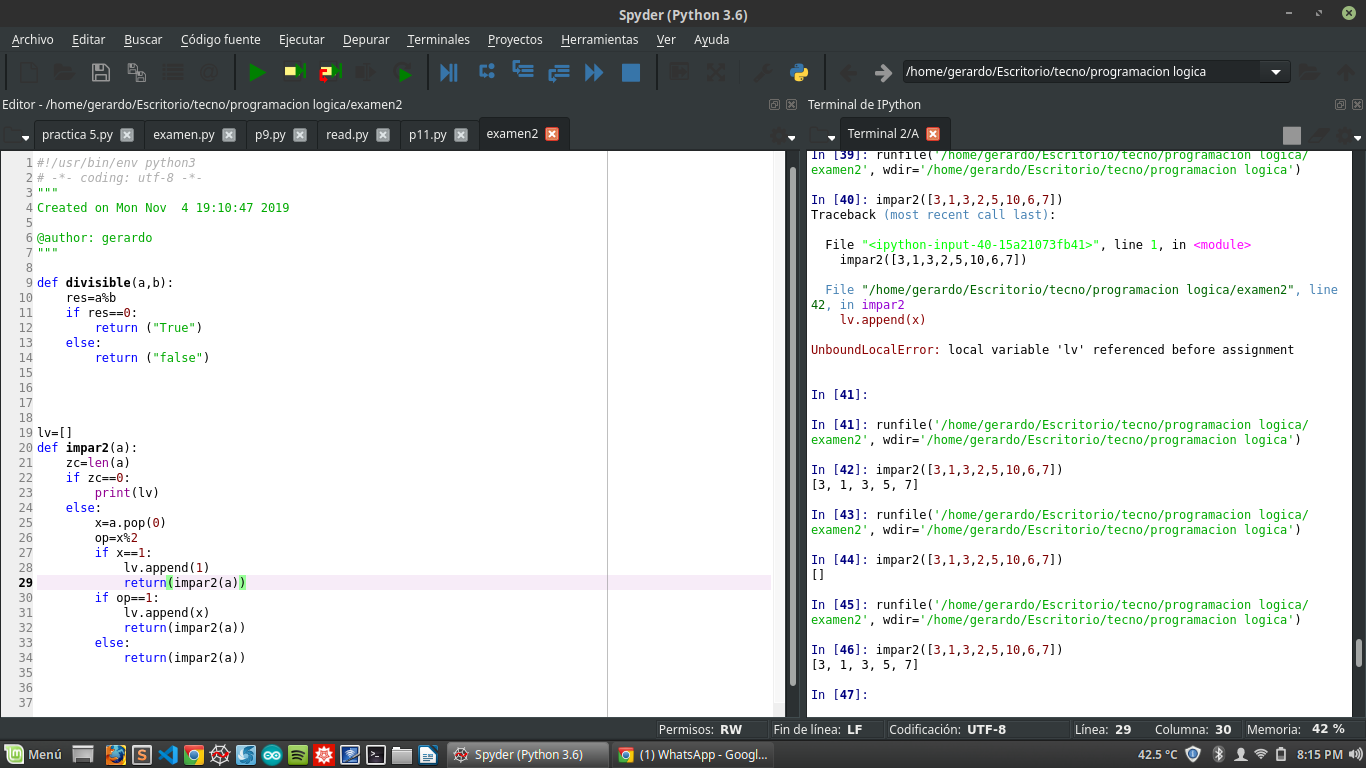 Spyder (Python 3.6)
Archivo Editar Buscar Código fuente Ejecutar Depurar Terminales Proyectos Herramientas Ver Ayuda
/home/gerardo/Escritorio/tecno/programacion logica
Editor - /home/gerardo/Escritorio/tecno/programacion logica/examen2
practica 5.py examen.py p9.py read.py p11.py examen2
1 #!/usr/bin/env python3
2 # -*- coding: utf-8 -*-
3 """
4 Created on Mon Nov  4 19:10:47 2019
5
6 @author: gerardo
7 """
8
9 def divisible(a,b):
10     res=a%b
11     if res==0:
12         return ("True")
13     else:
14         return ("false")
15
16
17
18
19 lv=[]
20 def impar2(a):
21     zc=len(a)
22     if zc==0:
23         print(lv)
24     else:
25         x=a.pop(0)
26         op=x%2
27         if x==1:
28             lv.append(1)
29             return(impar2(a))
30         if op==1:
31             lv.append(x)
32             return(impar2(a))
33         else:
34             return(impar2(a))
35
36
37
Terminal de IPython
Terminal 2/A
In [39]: runfile('/home/gerardo/Escritorio/tecno/programacion logica/
examen2', wdir='/home/gerardo/Escritorio/tecno/programacion logica')
In [40]: impar2([3,1,3,2,5,10,6,7])
Traceback (most recent call last):
File "<ipython-input-40-15a21073fb41>", line 1, in <module>
impar2([3,1,3,2,5,10,6,7])
File "/home/gerardo/Escritorio/tecno/programacion logica/examen2", line
42, in impar2
lv.append(x)
UnboundLocalError: local variable 'lv' referenced before assignment
In [41]:
In [41]: runfile('/home/gerardo/Escritorio/tecno/programacion logica/
examen2', wdir='/home/gerardo/Escritorio/tecno/programacion logica')
In [42]: impar2([3,1,3,2,5,10,6,7])
[3, 1, 3, 5, 7]
In [43]: runfile('/home/gerardo/Escritorio/tecno/programacion logica/
examen2', wdir='/home/gerardo/Escritorio/tecno/programacion logica')
In [44]: impar2([3,1,3,2,5,10,6,7])
[]
In [45]: runfile('/home/gerardo/Escritorio/tecno/programacion logica/
examen2', wdir='/home/gerardo/Escritorio/tecno/programacion logica')
In [46]: impar2([3,1,3,2,5,10,6,7])
[3, 1, 3, 5, 7]
In [47]:
Permisos: RW Fin de línea: LF Codificación: UTF-8 Línea: 29 Columna: 30 Memoria: 42 %
Menú Spyder (Python 3.6) (1) WhatsApp - Googl... 42.5 °C 8:15 PM